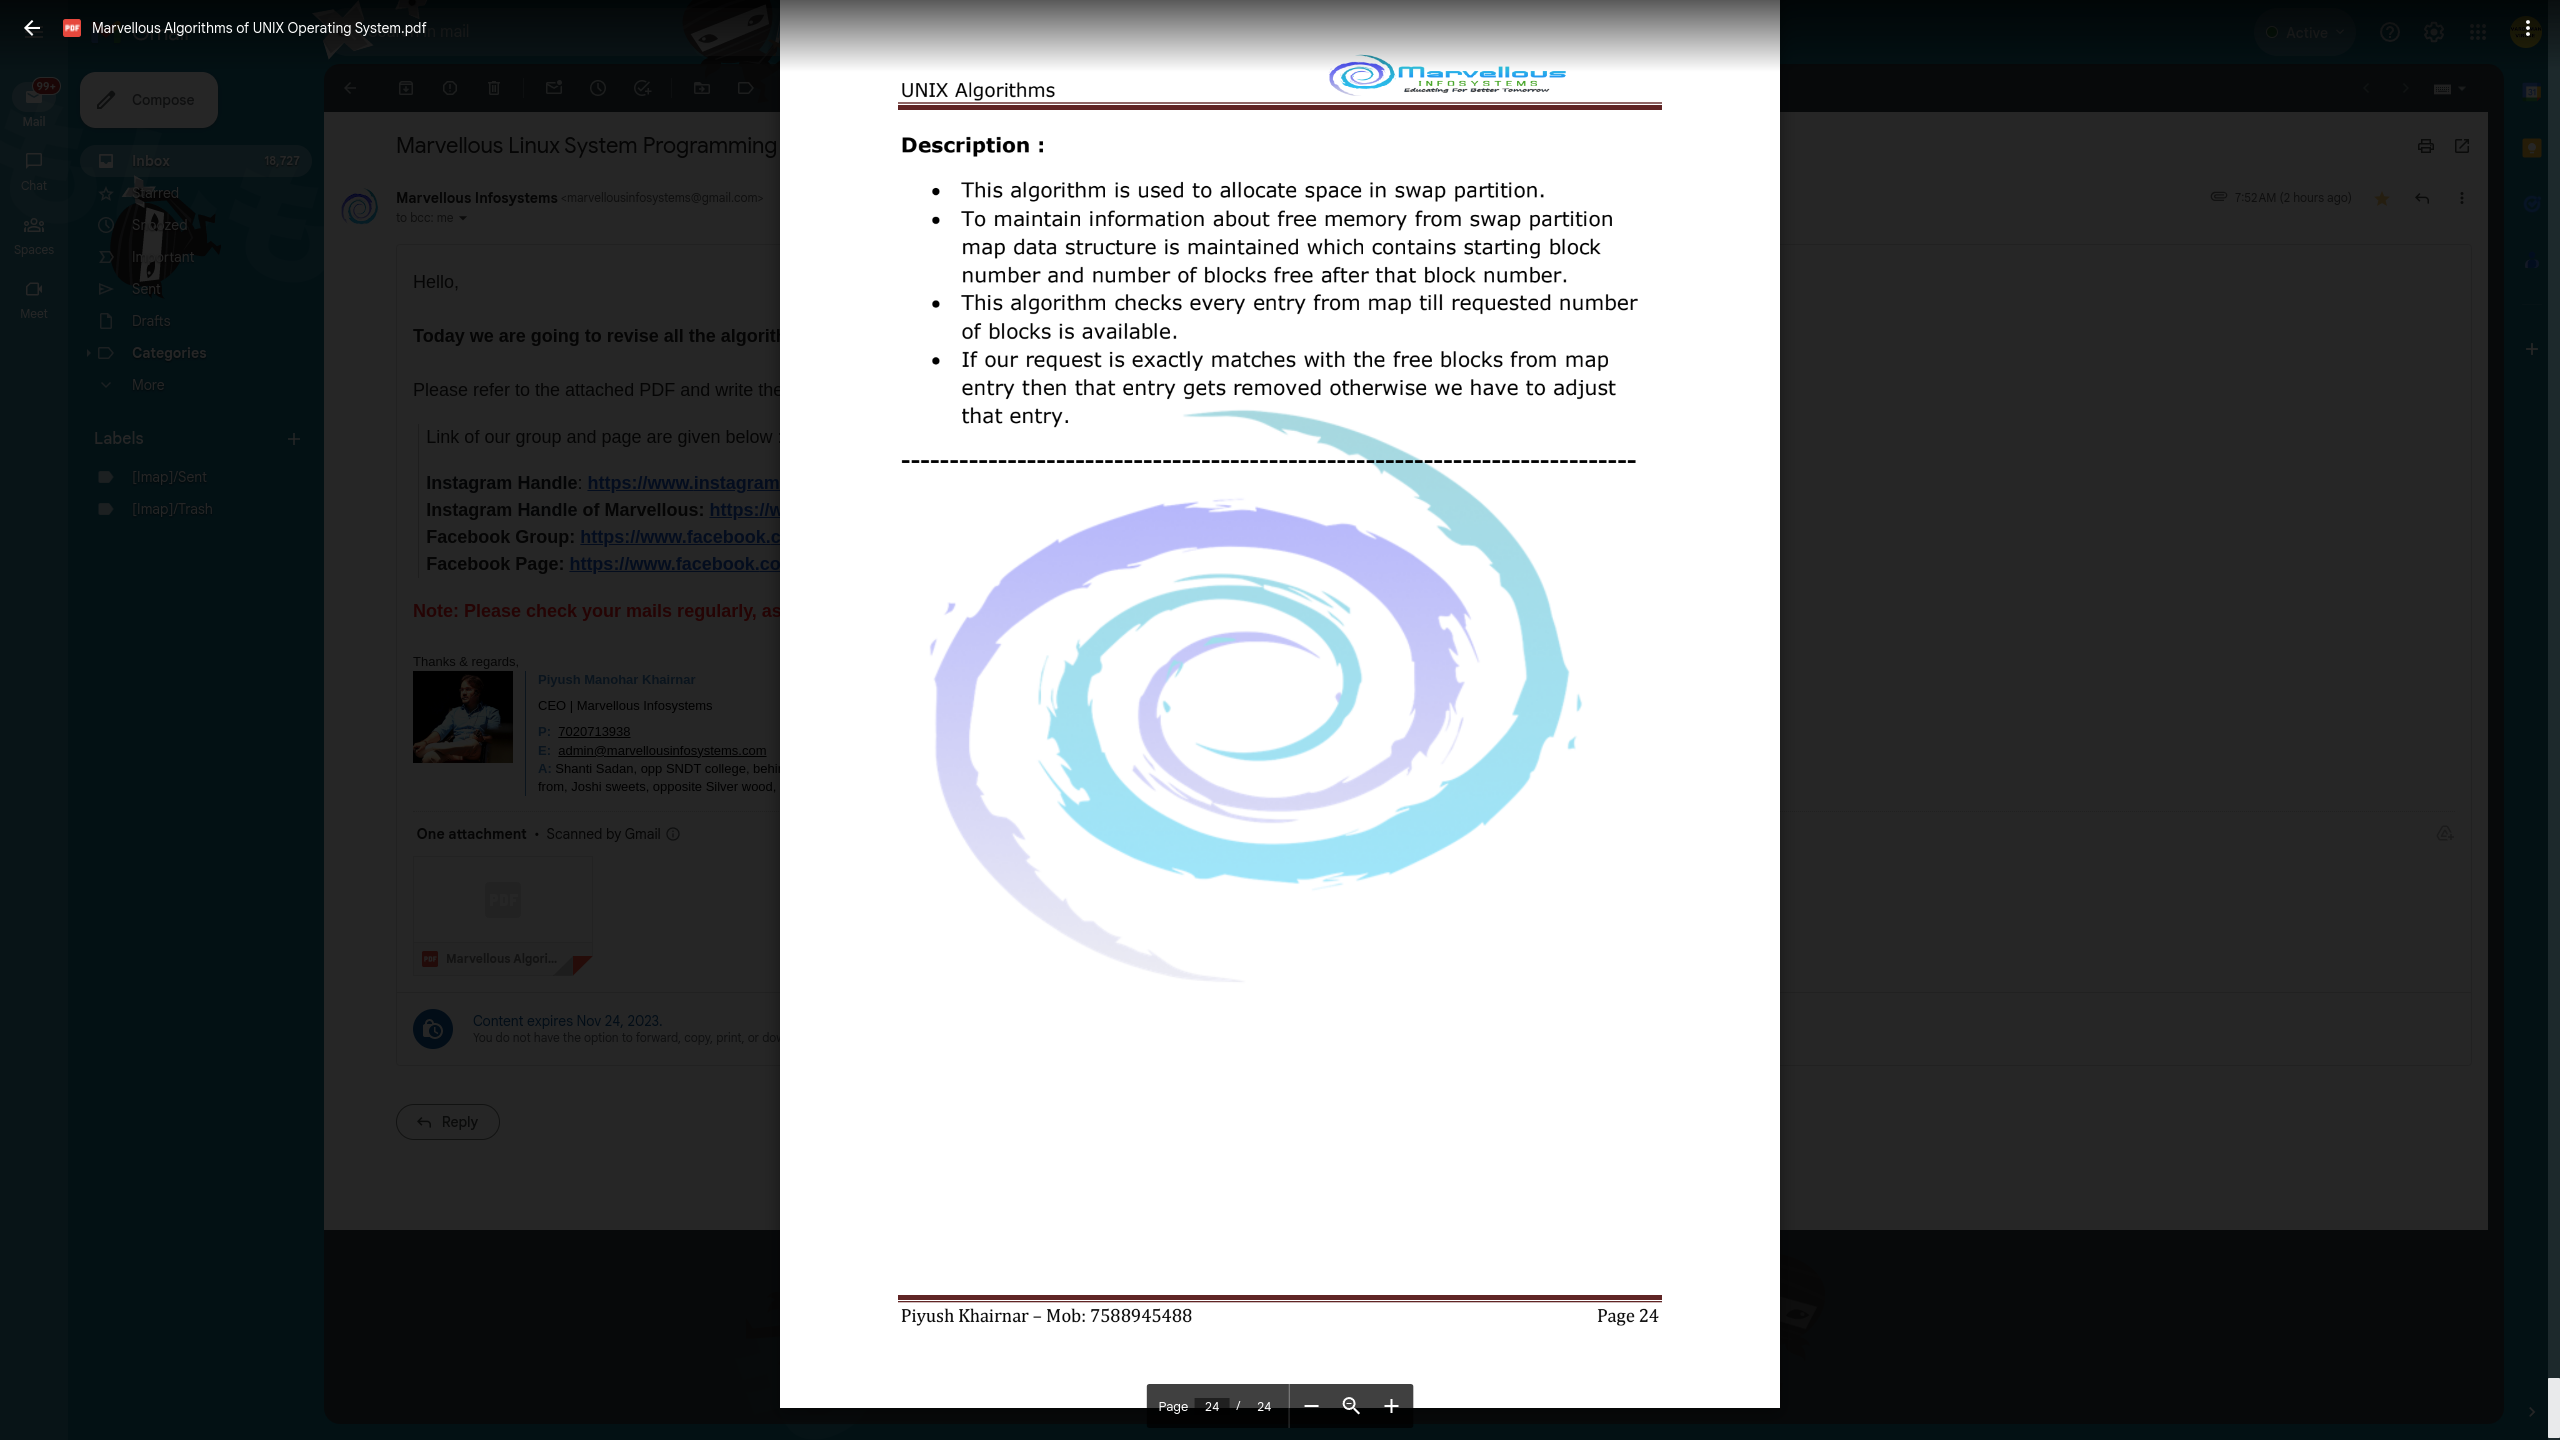 Marvellous Algorithms of UNIX Operating System.pdf
in mail
Active
99+
Mail
Chat
Spaces
Meet
Compose
Inbox 18,727
Starred
Snoozed
Important
Sent
Drafts
Categories
More
Labels
[Imap]/Sent
[Imap]/Trash
Marvellous Linux System Programming
Marvellous Infosystems <marvellousinfosystems@gmail.com>
to bcc: me
7:52 AM (2 hours ago)
Hello,
Today we are going to revise all the algorith
Please refer to the attached PDF and write the
Link of our group and page are given below :
Instagram Handle: https://www.instagram
Instagram Handle of Marvellous: https://w
Facebook Group: https://www.facebook.c
Facebook Page: https://www.facebook.co
Note: Please check your mails regularly, as
Thanks & regards,
Piyush Manohar Khairnar
CEO | Marvellous Infosystems
P: 7020713938
E: admin@marvellousinfosystems.com
A: Shanti Sadan, opp SNDT college, behi
from, Joshi sweets, opposite Silver wood,
One attachment • Scanned by Gmail
PDF
Marvellous Algori...
Content expires Nov 24, 2023.
You do not have the option to forward, copy, print, or dow
Reply
UNIX Algorithms
Marvellous
INFOSYSTEMS
Educating For Better Tomorrow
Description :
• This algorithm is used to allocate space in swap partition.
• To maintain information about free memory from swap partition
map data structure is maintained which contains starting block
number and number of blocks free after that block number.
• This algorithm checks every entry from map till requested number
of blocks is available.
• If our request is exactly matches with the free blocks from map
entry then that entry gets removed otherwise we have to adjust
that entry.
----------------------------------------------------------------------------
Piyush Khairnar – Mob: 7588945488 Page 24
Page 24 / 24